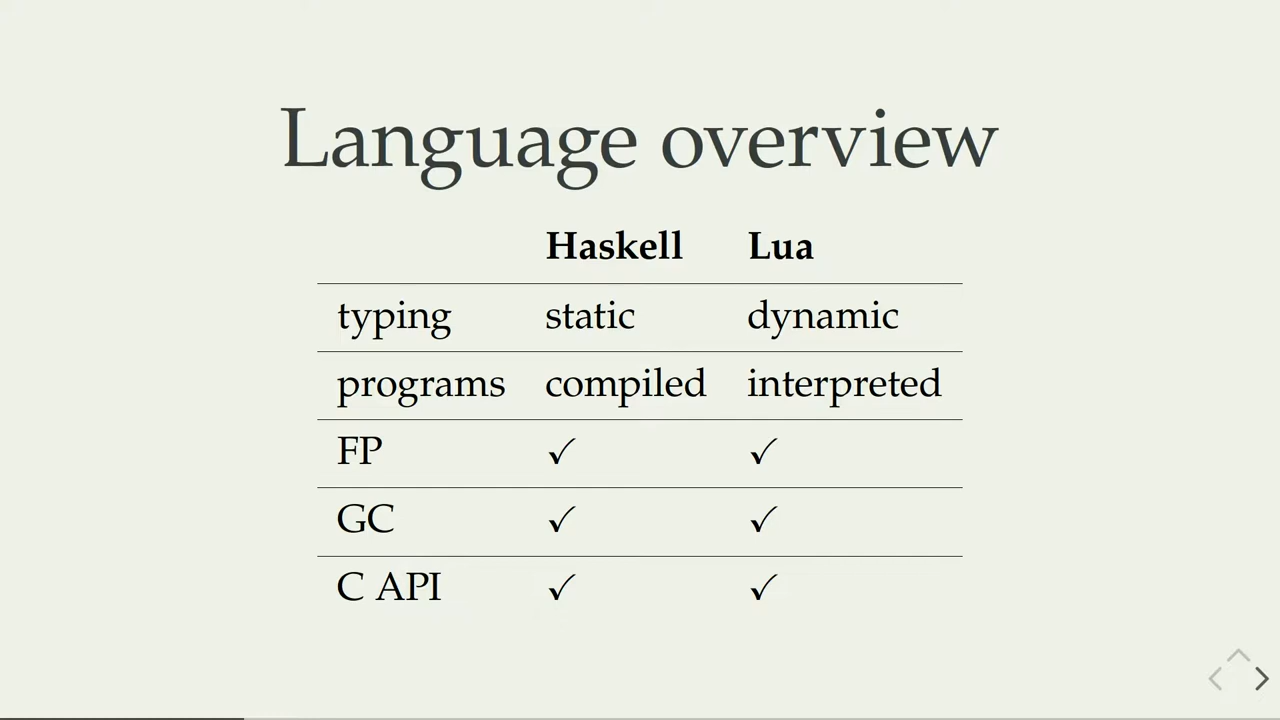 Language overview
Haskell Lua
typing static dynamic
programs compiled interpreted
FP ✓ ✓
GC ✓ ✓
C API ✓ ✓